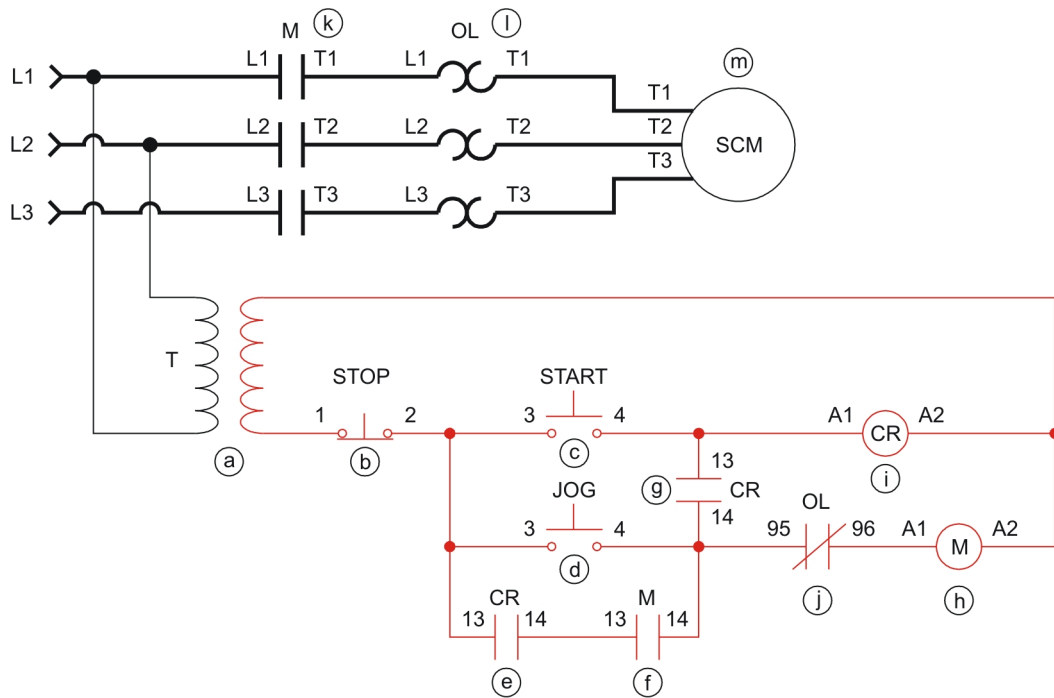 M k OL l
L1 L1 T1 L1 T1 m
T1
L2 L2 T2 L2 T2 T2 SCM
T3
L3 L3 T3 L3 T3
T
STOP START
1 2 3 4 A1 CR A2
a b c i
13
g CR
14
JOG OL
3 4 95 96 A1 M A2
d j h
CR M
13 14 13 14
e f